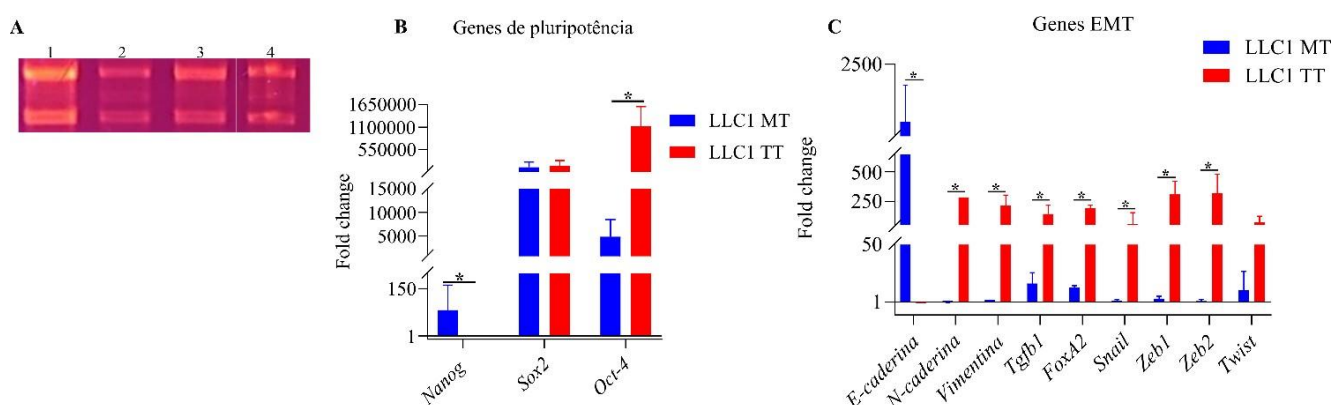 A
1 2 3 4
B
Genes de pluripotência
Fold change
1650000
1100000
550000
15000
10000
5000
150
1
*
*
LLC1 MT
LLC1 TT
Nanog
Sox2
Oct-4
C
Genes EMT
LLC1 MT
LLC1 TT
Fold change
2500
500
250
50
1
*
*
*
*
*
*
*
*
E-caderina
N-caderina
Vimentina
Tgfb1
FoxA2
Snail
Zeb1
Zeb2
Twist